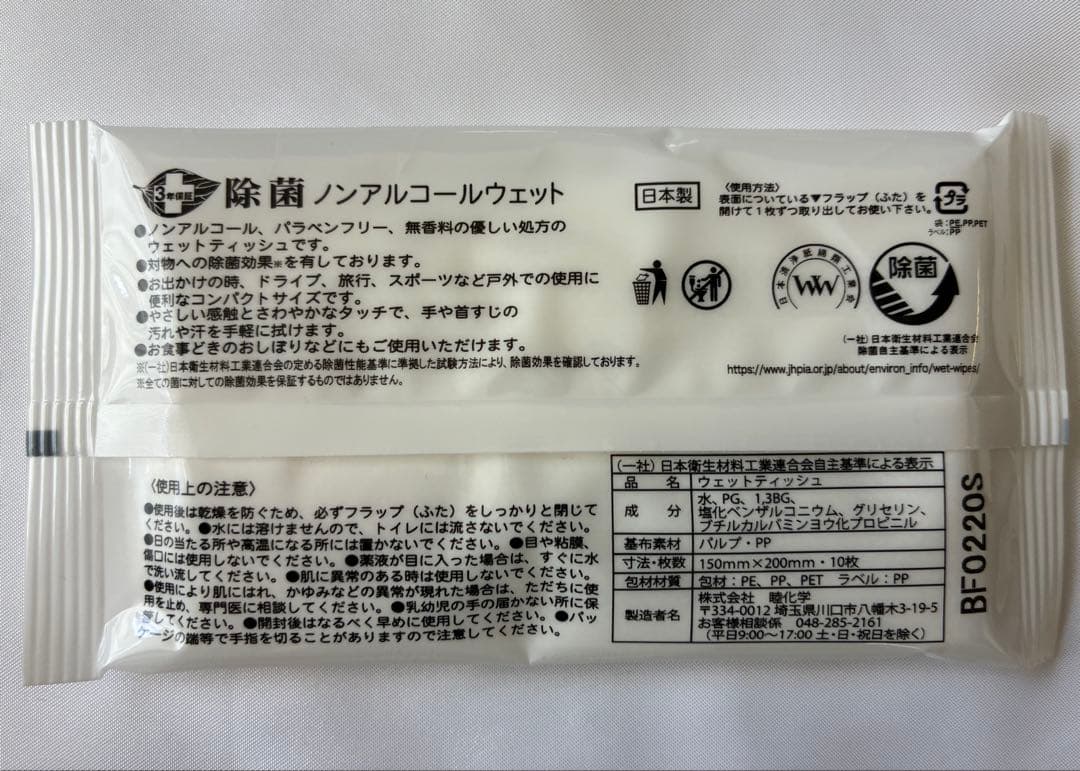 3年保証
除菌 ノンアルコールウェット
日本製
〈使用方法〉
表面についている▼フラップ（ふた）を
開けて1枚ずつ取り出してお使い下さい。
プラ
袋：PE,PP,PET
ラベル：PP
●ノンアルコール、パラベンフリー、無香料の優しい処方の
ウェットティッシュです。
●対物への除菌効果※を有しております。
●お出かけの時、ドライブ、旅行、スポーツなど戸外での使用に
便利なコンパクトサイズです。
●やさしい感触とさわやかなタッチで、手や首すじの
汚れや汗を手軽に拭けます。
●お食事どきのおしぼりなどにもご使用いただけます。
※(一社)日本衛生材料工業連合会の定める除菌性能基準に準拠した試験方法により、除菌効果を確認しております。
※全ての菌に対しての除菌効果を保証するものではありません。
日本清浄紙綿類工業会
WW
除菌
(一社)日本衛生材料工業連合会
除菌自主基準による表示
https://www.jhpia.or.jp/about/environ_info/wet-wipes/
〈使用上の注意〉
●使用後は乾燥を防ぐため、必ずフラップ（ふた）をしっかりと閉じて
ください。●水には溶けませんので、トイレには流さないでください。
●日の当たる所や高温になる所には置かないでください。●目や粘膜、
傷口には使用しないでください。●薬液が目に入った場合は、すぐに水
で洗い流してください。●肌に異常のある時は使用しないでください。
●使用により肌にはれ、かゆみなどの異常が現れた場合は、ただちに使
用を止め、専門医に相談してください。●乳幼児の手の届かない所に保
管してください。●開封後はなるべく早めに使用してください。●パッ
ケージの端等で手指を切ることがありますので注意してください。
(一社)日本衛生材料工業連合会自主基準による表示
品名 ウェットティッシュ
成分 水、PG、1,3BG、
塩化ベンザルコニウム、グリセリン、
ブチルカルバミンヨウ化プロピニル
基布素材 パルプ・PP
寸法・枚数 150mm×200mm・10枚
包材材質 包材：PE、PP、PET ラベル：PP
製造者名 株式会社 睦化学
〒334-0012 埼玉県川口市八幡木3-19-5
お客様相談係 048-285-2161
（平日9:00〜17:00 土・日・祝日を除く）
BF0220S